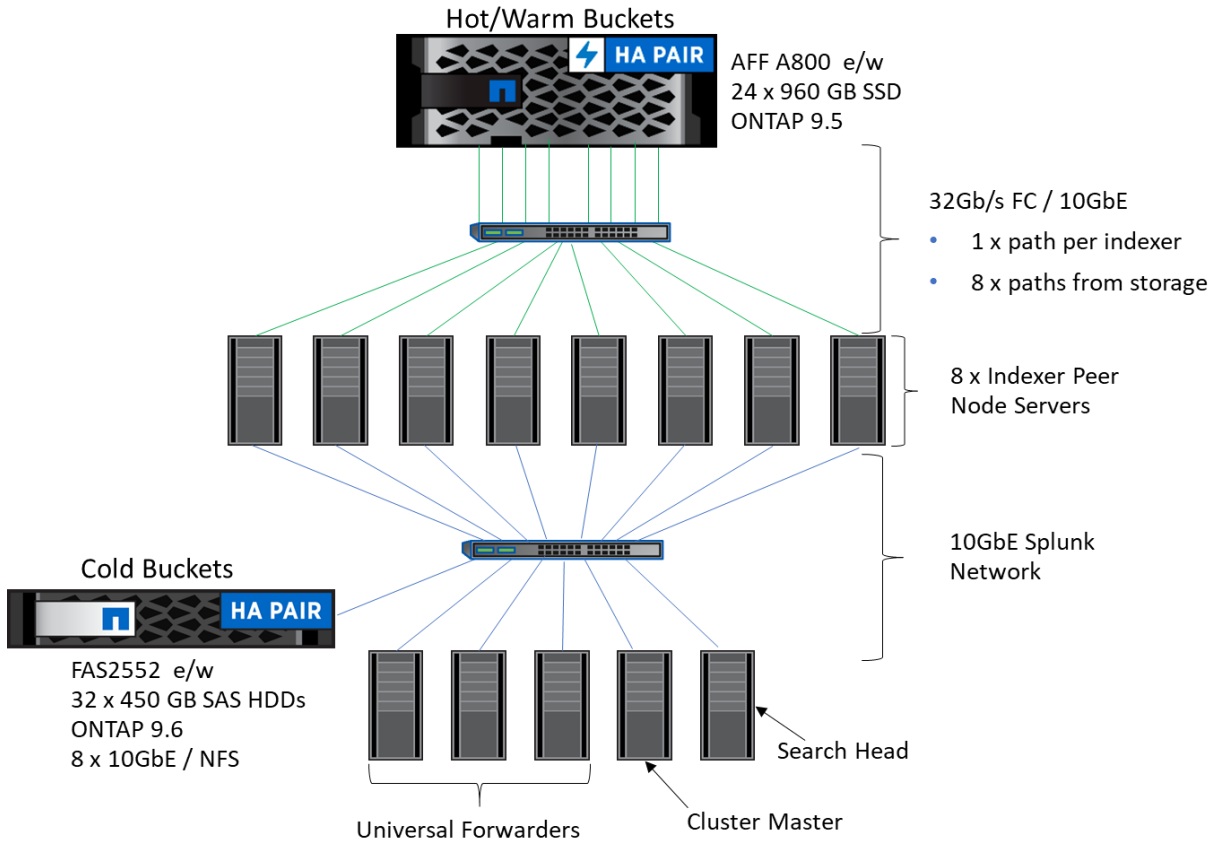 Hot/Warm Buckets
HA PAIR
AFF A800 e/w
24 x 960 GB SSD
ONTAP 9.5
32Gb/s FC / 10GbE
• 1 x path per indexer
• 8 x paths from storage
8 x Indexer Peer
Node Servers
10GbE Splunk
Network
Cold Buckets
HA PAIR
FAS2552 e/w
32 x 450 GB SAS HDDs
ONTAP 9.6
8 x 10GbE / NFS
Search Head
Cluster Master
Universal Forwarders